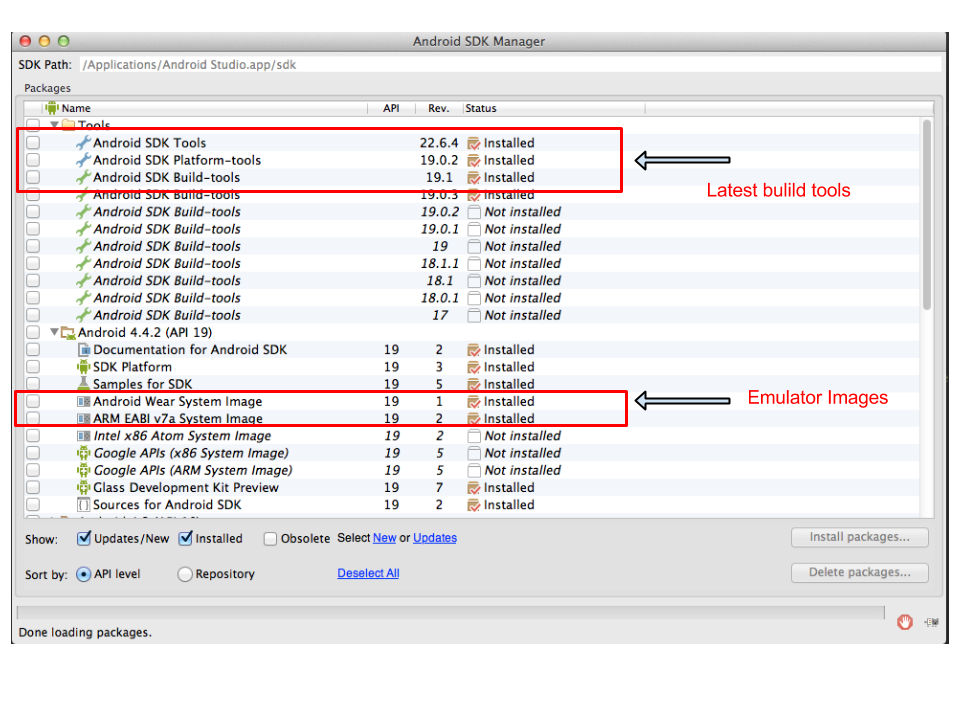 Android SDK Manager
SDK Path: /Applications/Android Studio.app/sdk
Packages
Name API Rev. Status
Tools
Android SDK Tools 22.6.4 Installed
Android SDK Platform-tools 19.0.2 Installed
Android SDK Build-tools 19.1 Installed
Latest bulild tools
19.0.3 Installed
Android SDK Build-tools
Android SDK Build-tools 19.0.2 Not installed
Android SDK Build-tools 19.0.1 Not installed
Android SDK Build-tools 19 Not installed
Android SDK Build-tools 18.1.1 Not installed
Android SDK Build-tools 18.1 Not installed
Android SDK Build-tools 18.0.1 Not installed
Android SDK Build-tools 17 Not installed
Android 4.4.2 (API 19)
Documentation for Android SDK 19 2 Installed
SDK Platform 19 3 Installed
Samples for SDK 19 5 Installed
Android Wear System Image 19 1 Installed
Emulator Images
ARM EABI v7a System Image 19 2 Installed
Intel x86 Atom System Image 19 2 Not installed
Google APIs (x86 System Image) 19 5 Not installed
Google APIs (ARM System Image) 19 5 Not installed
Glass Development Kit Preview 19 7 Installed
Sources for Android SDK 19 2 Installed
Show: Updates/New Installed Obsolete Select New or Updates Install packages...
Sort by: API level Repository Deselect All Delete packages...
Done loading packages.